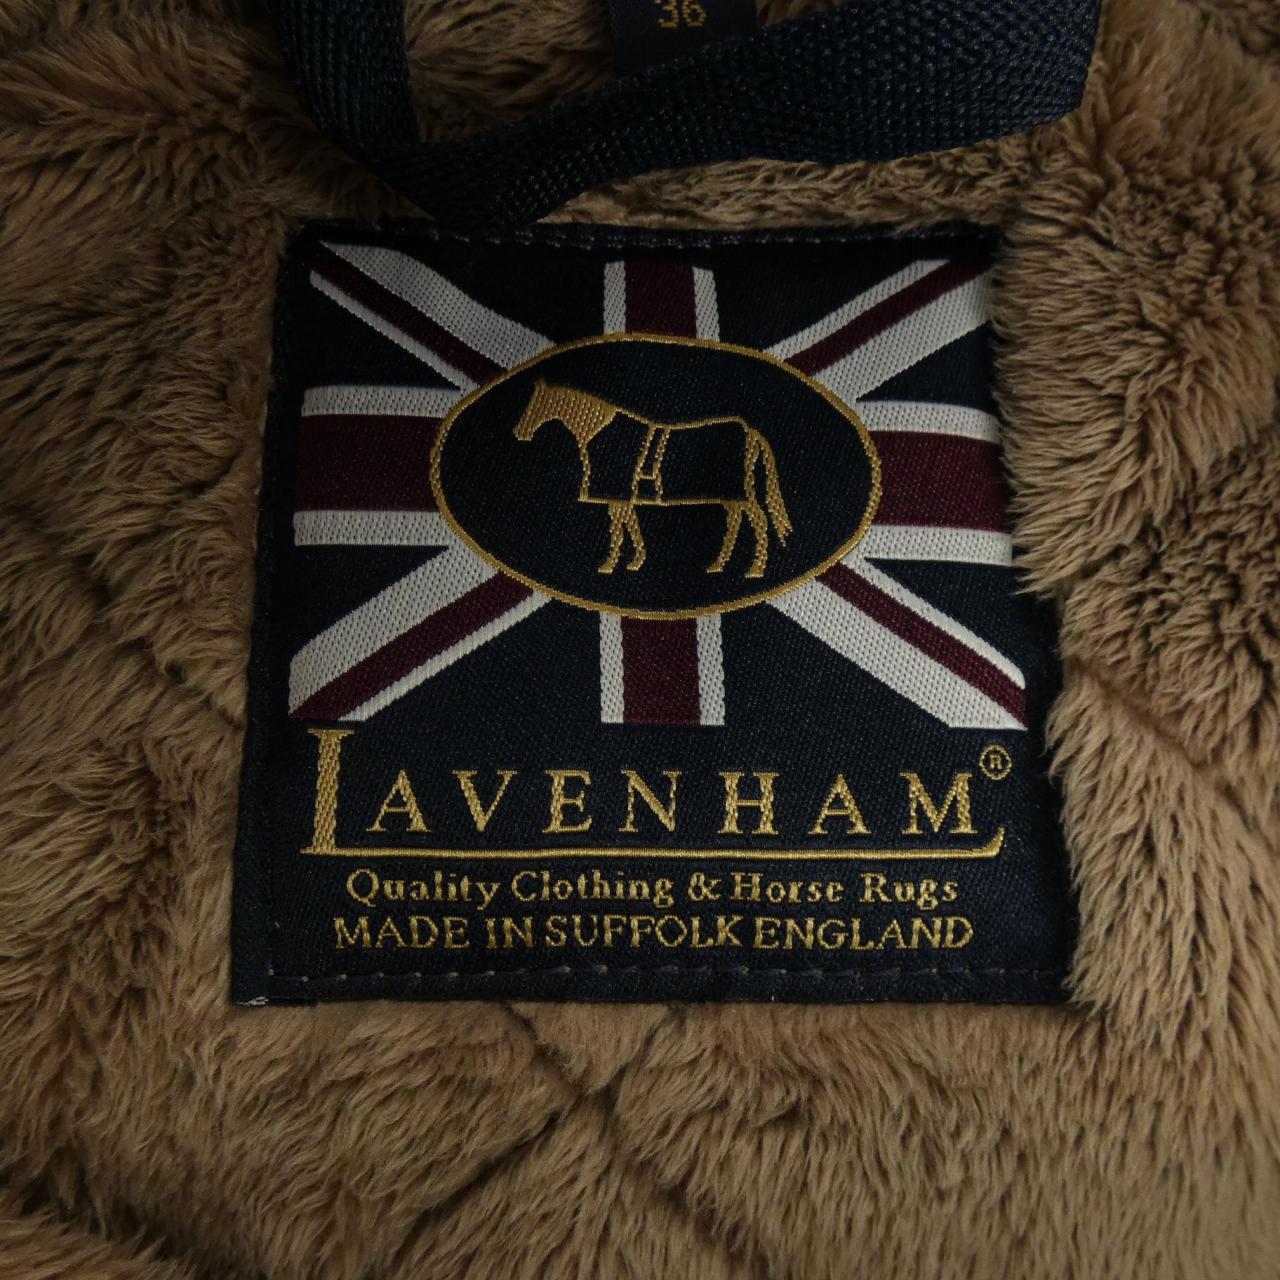 36
LAVENHAM®
Quality Clothing & Horse Rugs
MADE IN SUFFOLK ENGLAND